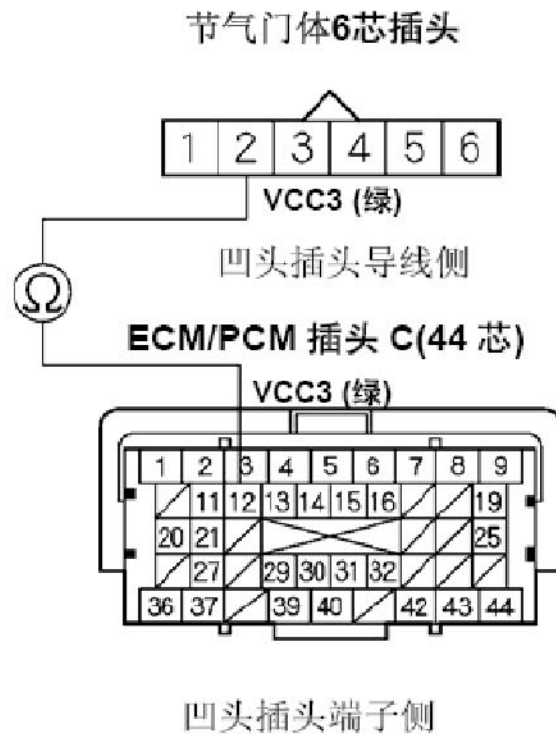 节气门体6芯插头
1 2 3 4 5 6
VCC3 (绿)
凹头插头导线侧
Ω
ECM/PCM 插头 C(44 芯)
VCC3 (绿)
1 2 3 4 5 6 7 8 9
11 12 13 14 15 16 19
20 21 25
27 29 30 31 32
36 37 39 40 42 43 44
凹头插头端子侧